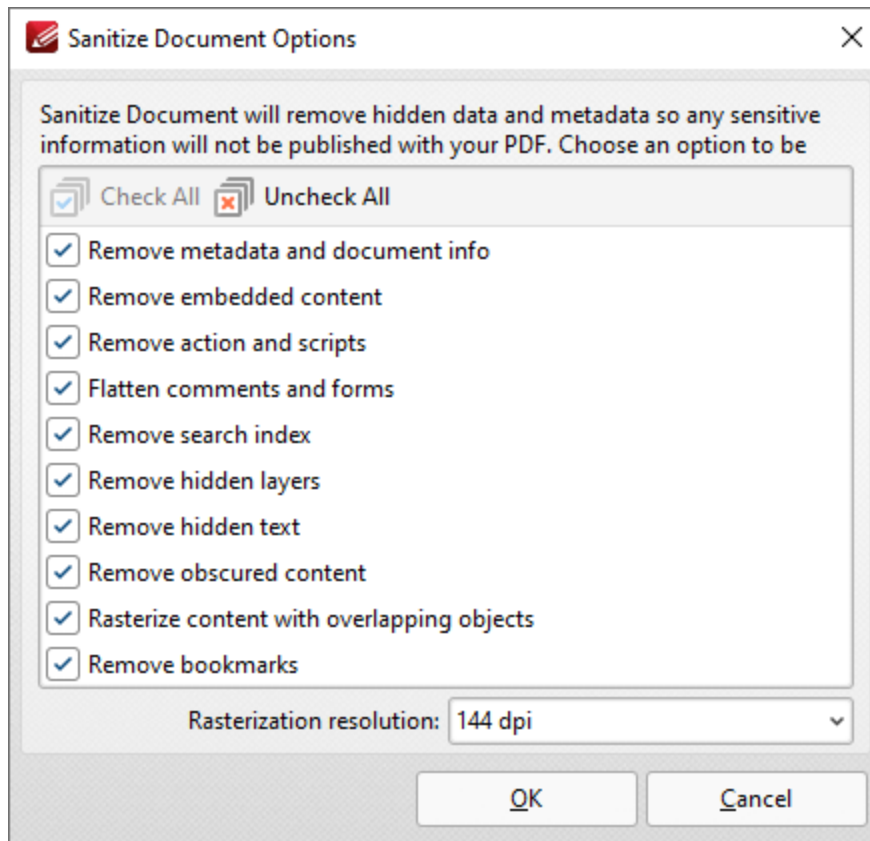 Sanitize Document Options
Sanitize Document will remove hidden data and metadata so any sensitive
information will not be published with your PDF. Choose an option to be
Check All Uncheck All
Remove metadata and document info
Remove embedded content
Remove action and scripts
Flatten comments and forms
Remove search index
Remove hidden layers
Remove hidden text
Remove obscured content
Rasterize content with overlapping objects
Remove bookmarks
Rasterization resolution: 144 dpi
OK Cancel